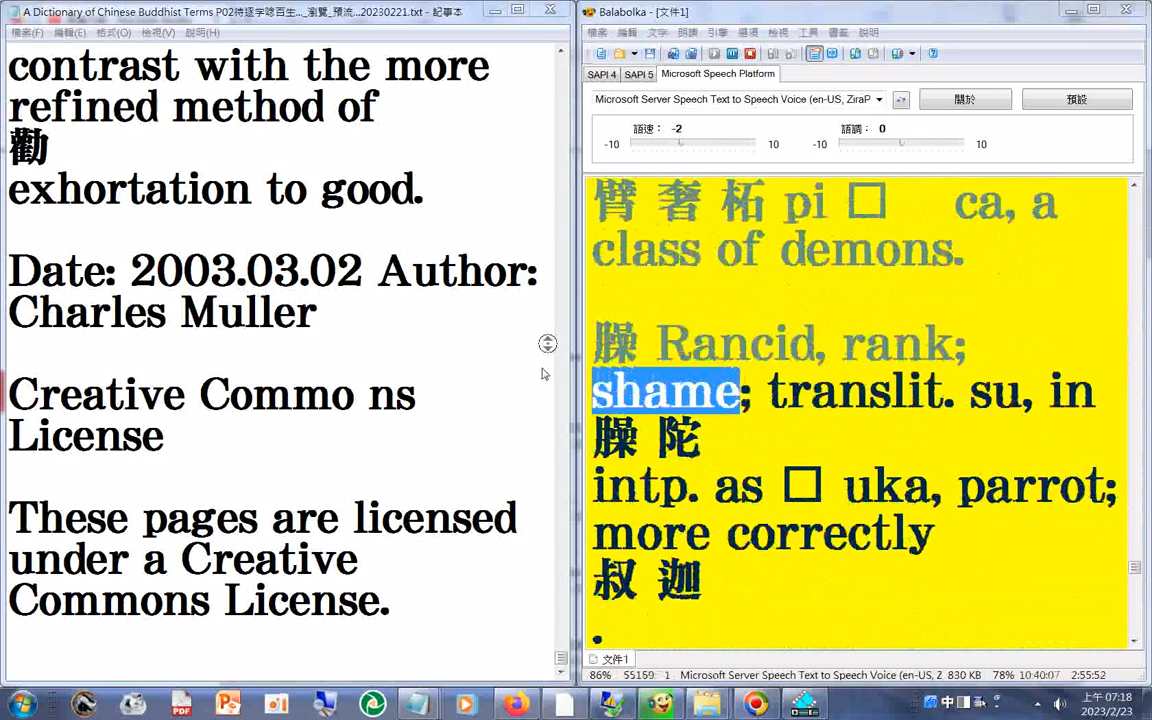 A Dictionary of Chinese Buddhist Terms P02待逐字唸百生..._瀏覽_預流...20230221.txt - 記事本
檔案(F) 編輯(E) 格式(O) 檢視(V) 說明(H)
contrast with the more
refined method of
勸
exhortation to good.
Date: 2003.03.02 Author:
Charles Muller
Creative Commo ns
License
These pages are licensed
under a Creative
Commons License.
Balabolka - [文件1]
檔案 編輯 文字 朗讀 引擎 選項 檢視 工具 書籤 說明
SAPI 4 SAPI 5 Microsoft Speech Platform
Microsoft Server Speech Text to Speech Voice (en-US, ZiraP
關於
預設
語速： -2
語調： 0
-10 10 -10 10
臂 奢 柘 pi □ ca, a
class of demons.
臊 Rancid, rank;
shame; translit. su, in
臊 陀
intp. as □ uka, parrot;
more correctly
叔 迦
.
文件1
86% 55159: 1 Microsoft Server Speech Text to Speech Voice (en-US, Z 830 KB 78% 10:40:07 2:55:52
中
上午 07:18
2023/2/23